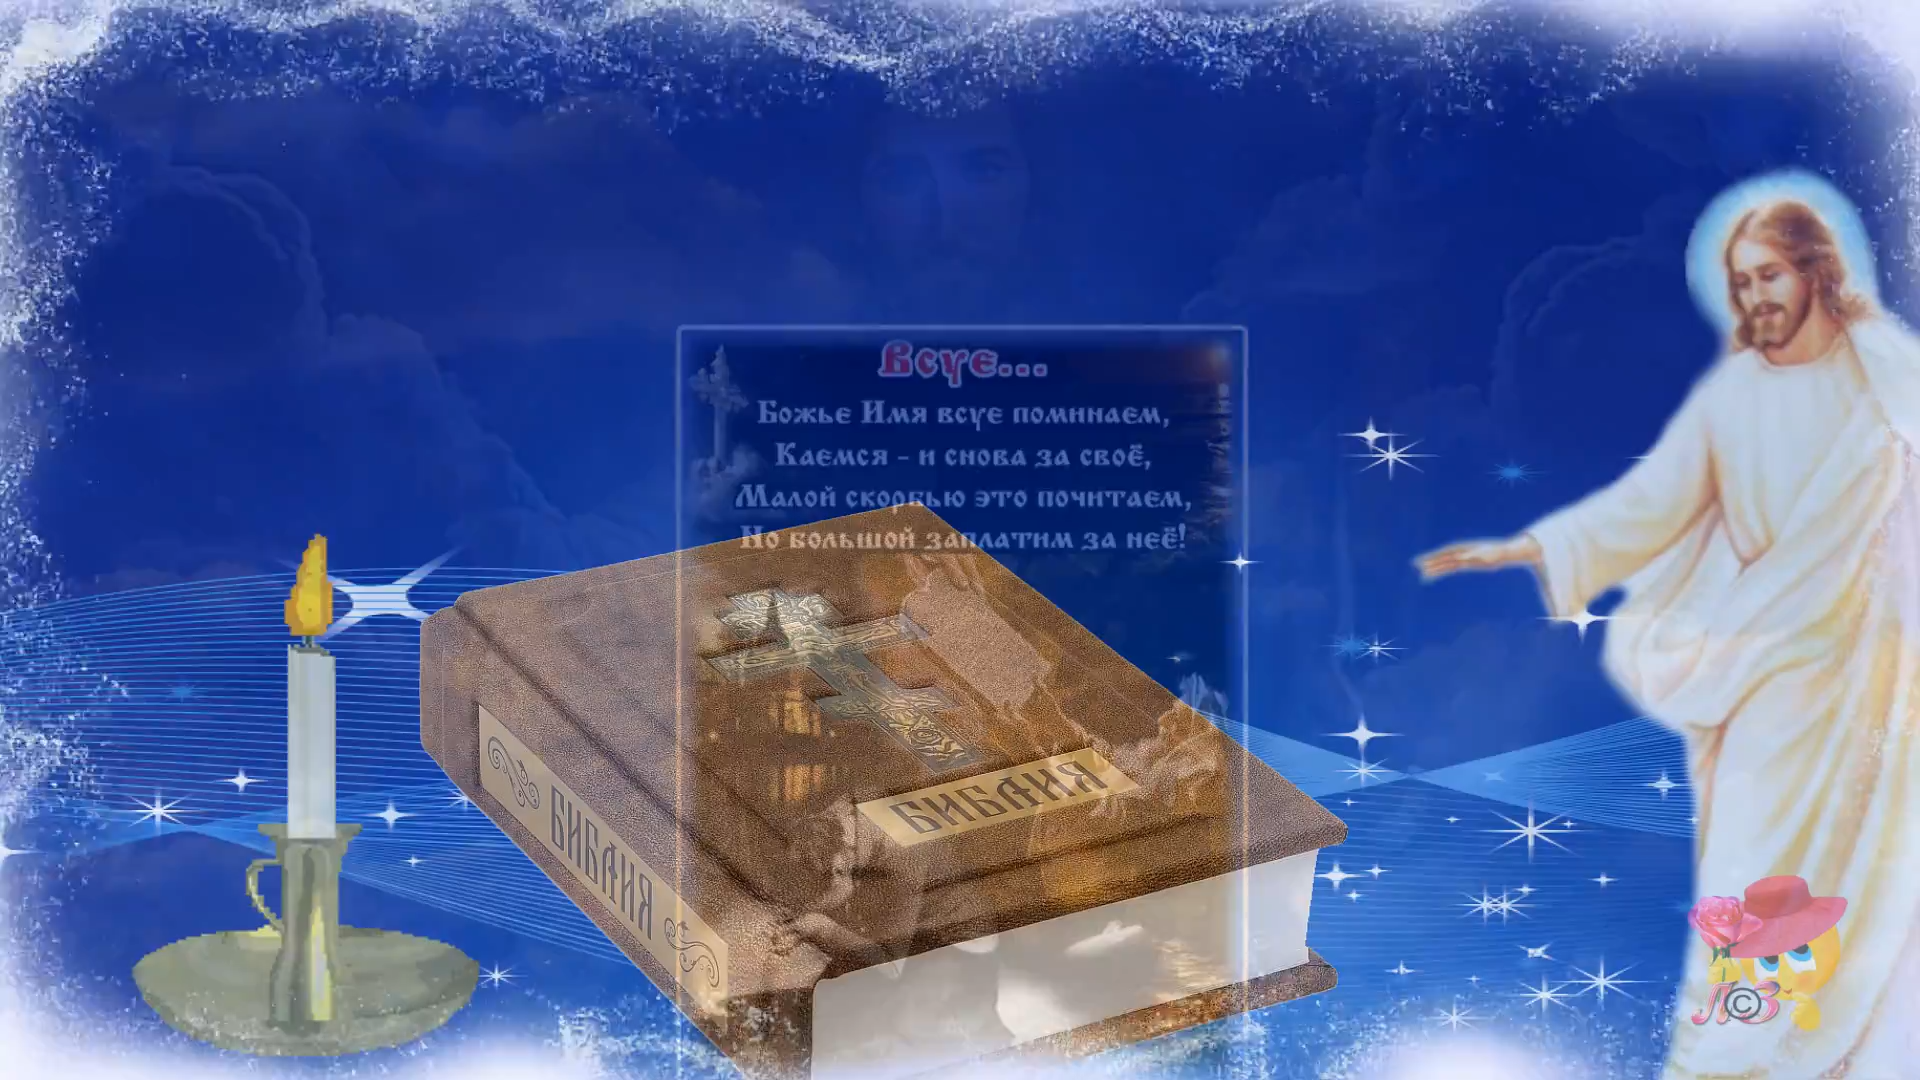 Всуе...
Божье Имя всуе поминаем,
Каемся - и снова за своё,
Малой скорбью это почитаем,
Но большой заплатим за неё!
БИБЛИЯ
БИБЛИЯ
Л©З